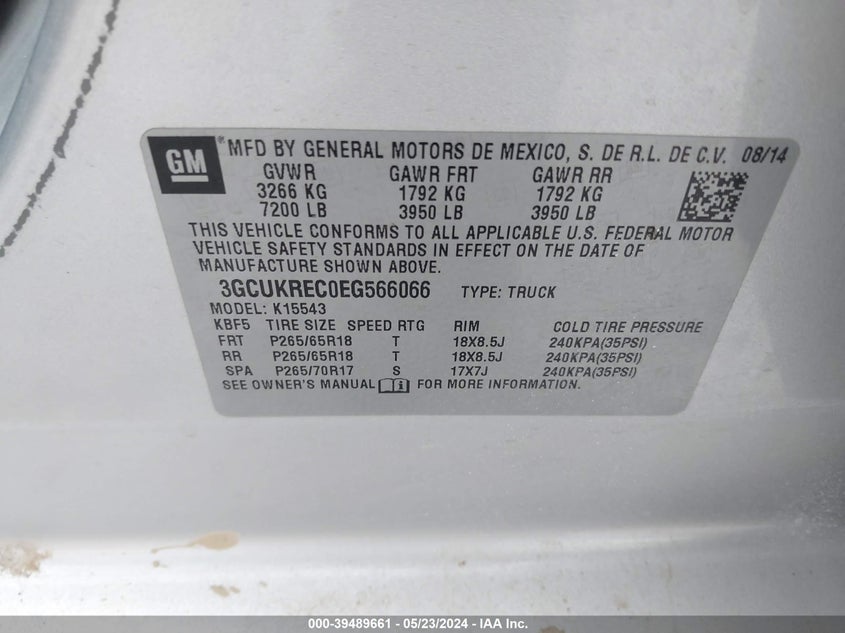 GM MFD BY GENERAL MOTORS DE MEXICO, S. DE R.L. DE C.V. 08/14
GVWR GAWR FRT GAWR RR
3266 KG 1792 KG 1792 KG
7200 LB 3950 LB 3950 LB
THIS VEHICLE CONFORMS TO ALL APPLICABLE U.S. FEDERAL MOTOR
VEHICLE SAFETY STANDARDS IN EFFECT ON THE DATE OF
MANUFACTURE SHOWN ABOVE.
3GCUKREC0EG566066 TYPE: TRUCK
MODEL: K15543
KBF5 TIRE SIZE SPEED RTG RIM COLD TIRE PRESSURE
FRT P265/65R18 T 18X8.5J 240KPA(35PSI)
RR P265/65R18 T 18X8.5J 240KPA(35PSI)
SPA P265/70R17 S 17X7J 240KPA(35PSI)
SEE OWNER'S MANUAL FOR MORE INFORMATION.
000-39489661 - 05/23/2024 - IAA Inc.